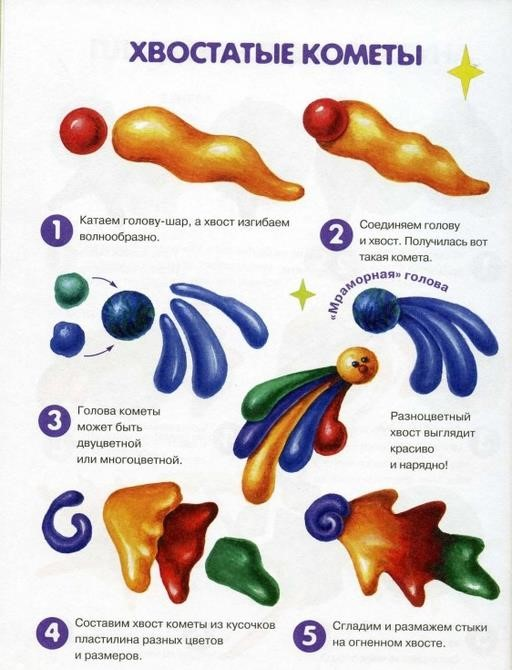 ХВОСТАТЫЕ КОМЕТЫ
1
Катаем голову-шар, а хвост изгибаем
волнообразно.
2
Соединяем голову
и хвост. Получилась вот
такая комета.
«Мраморная» голова
3
Голова кометы
может быть
двуцветной
или многоцветной.
Разноцветный
хвост выглядит
красиво
и нарядно!
4
Составим хвост кометы из кусочков
пластилина разных цветов
и размеров.
5
Сгладим и размажем стыки
на огненном хвосте.